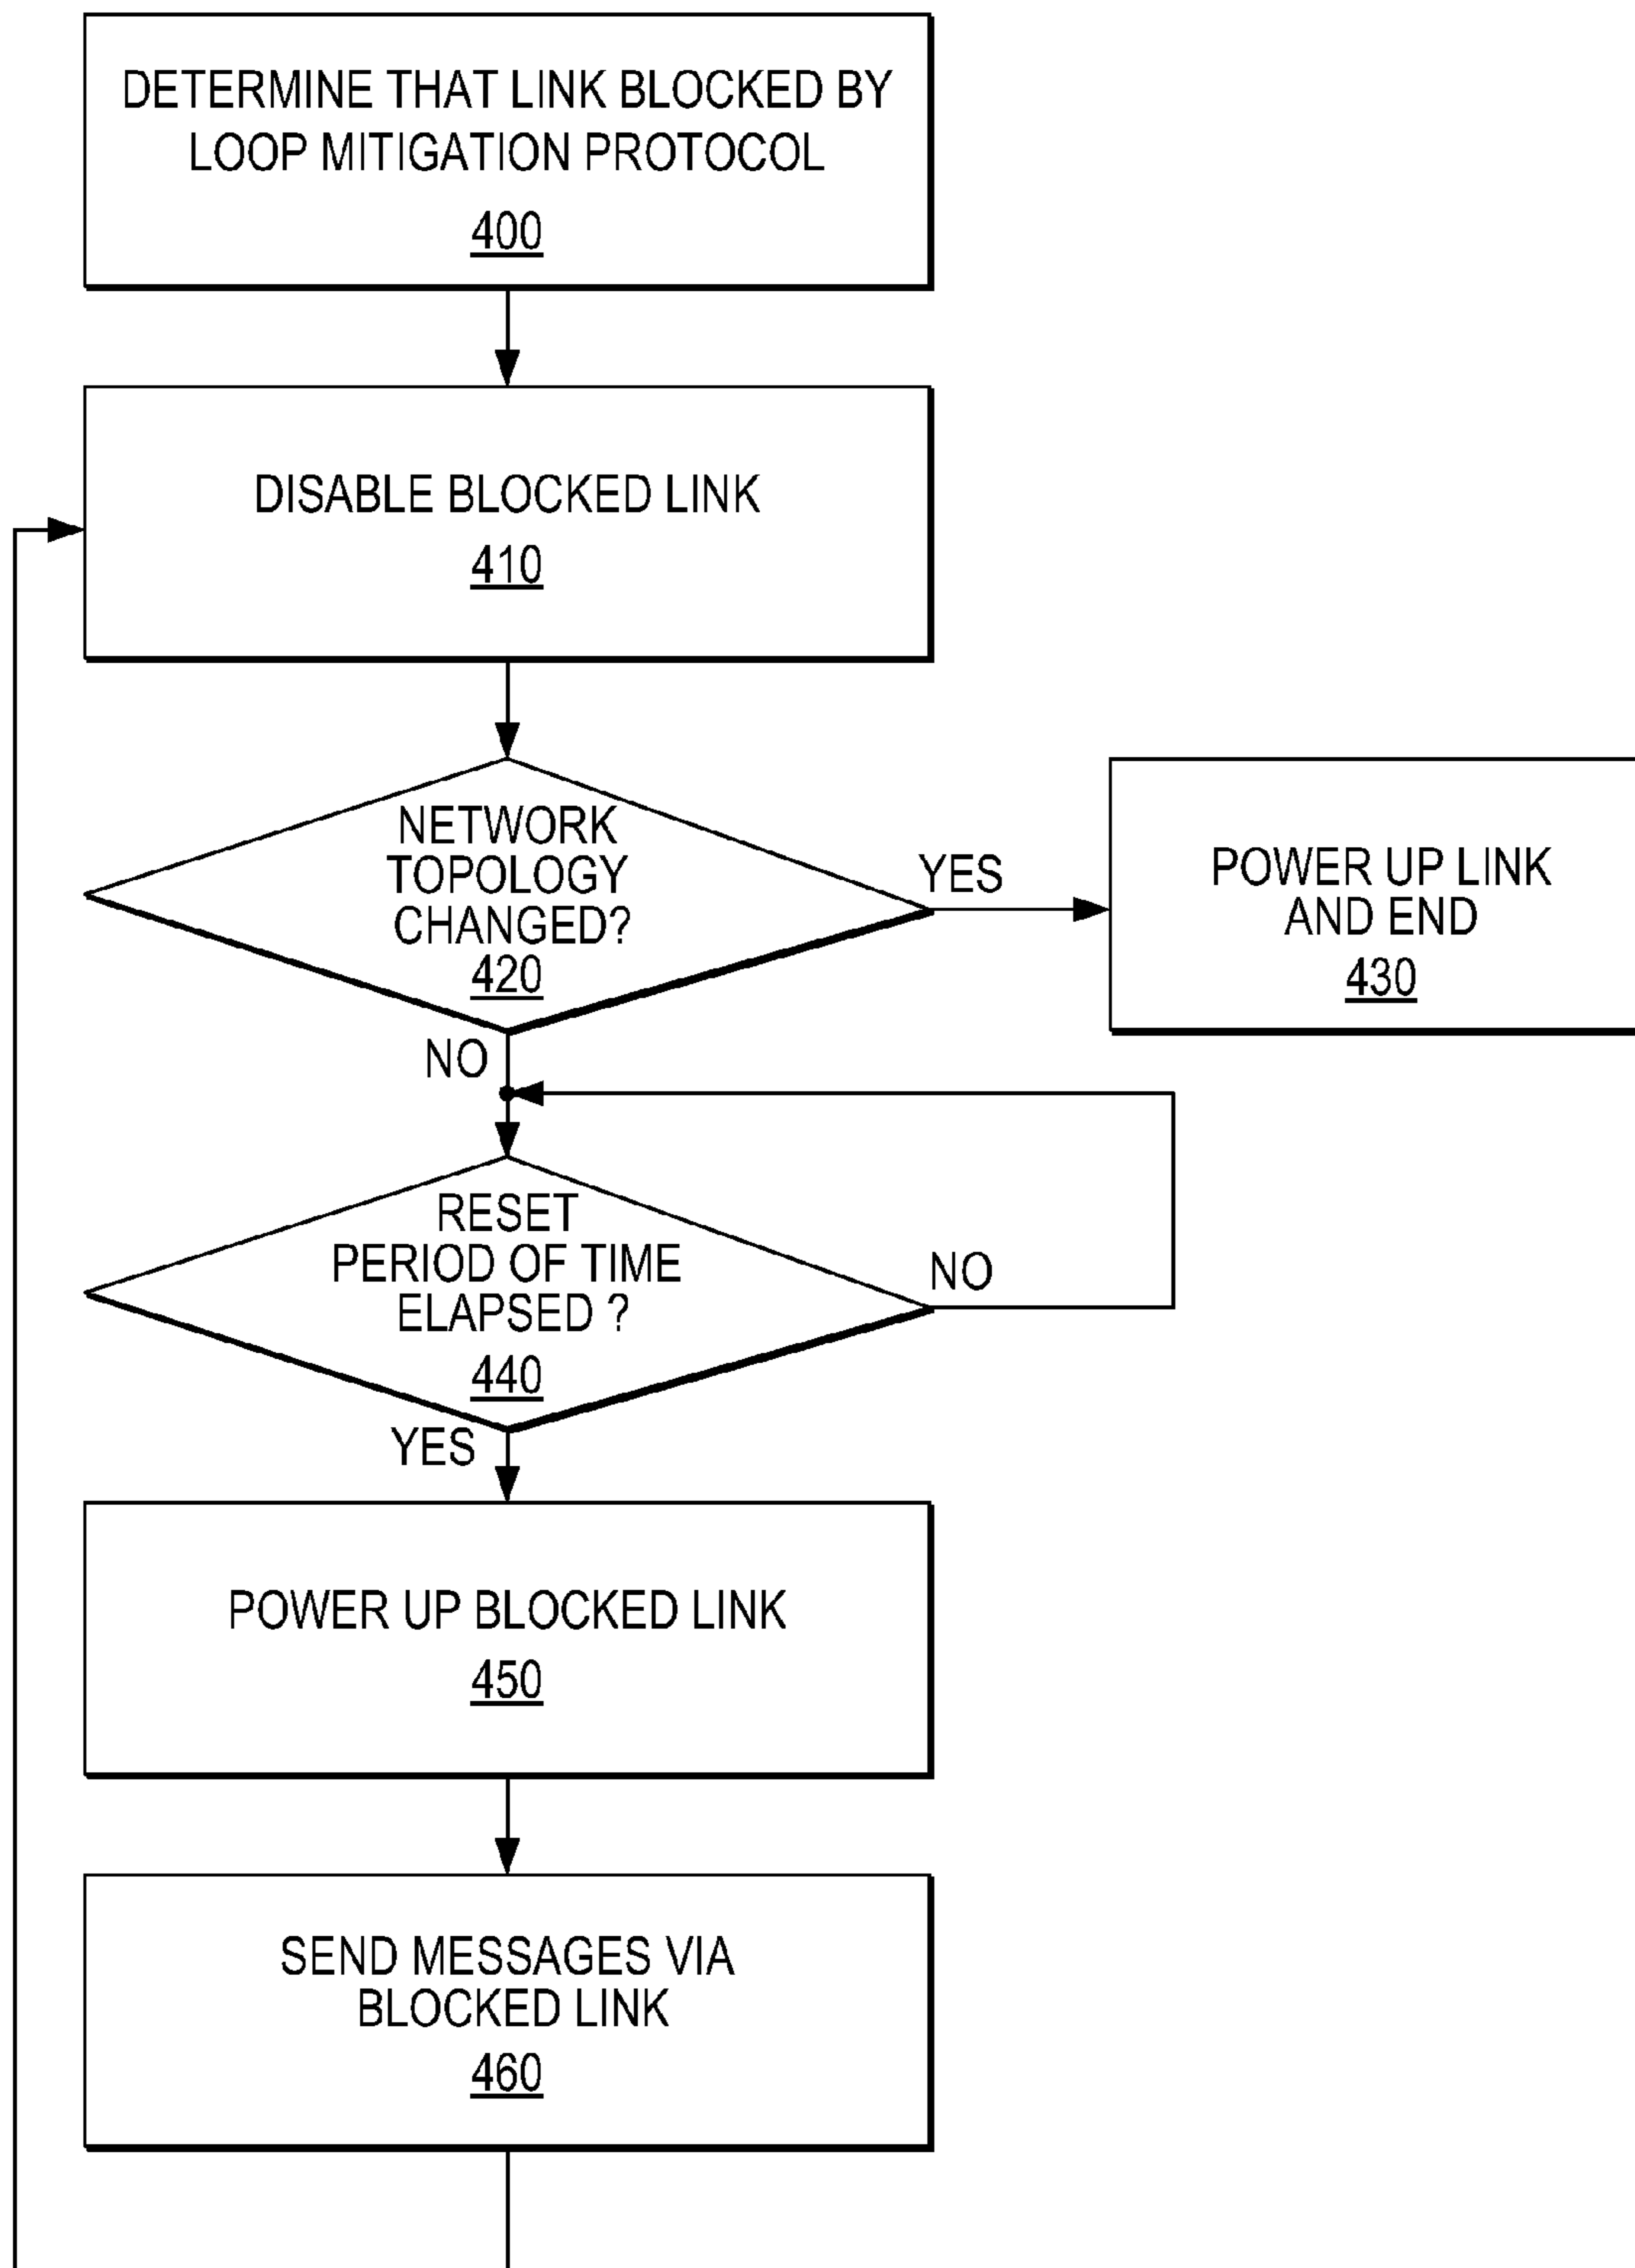 DETERMINE THAT LINK BLOCKED BY
LOOP MITIGATION PROTOCOL
400
DISABLE BLOCKED LINK
410
NETWORK
TOPOLOGY
CHANGED?
420
YES
POWER UP LINK
AND END
430
NO
RESET
PERIOD OF TIME
ELAPSED ?
440
NO
YES
POWER UP BLOCKED LINK
450
SEND MESSAGES VIA
BLOCKED LINK
460